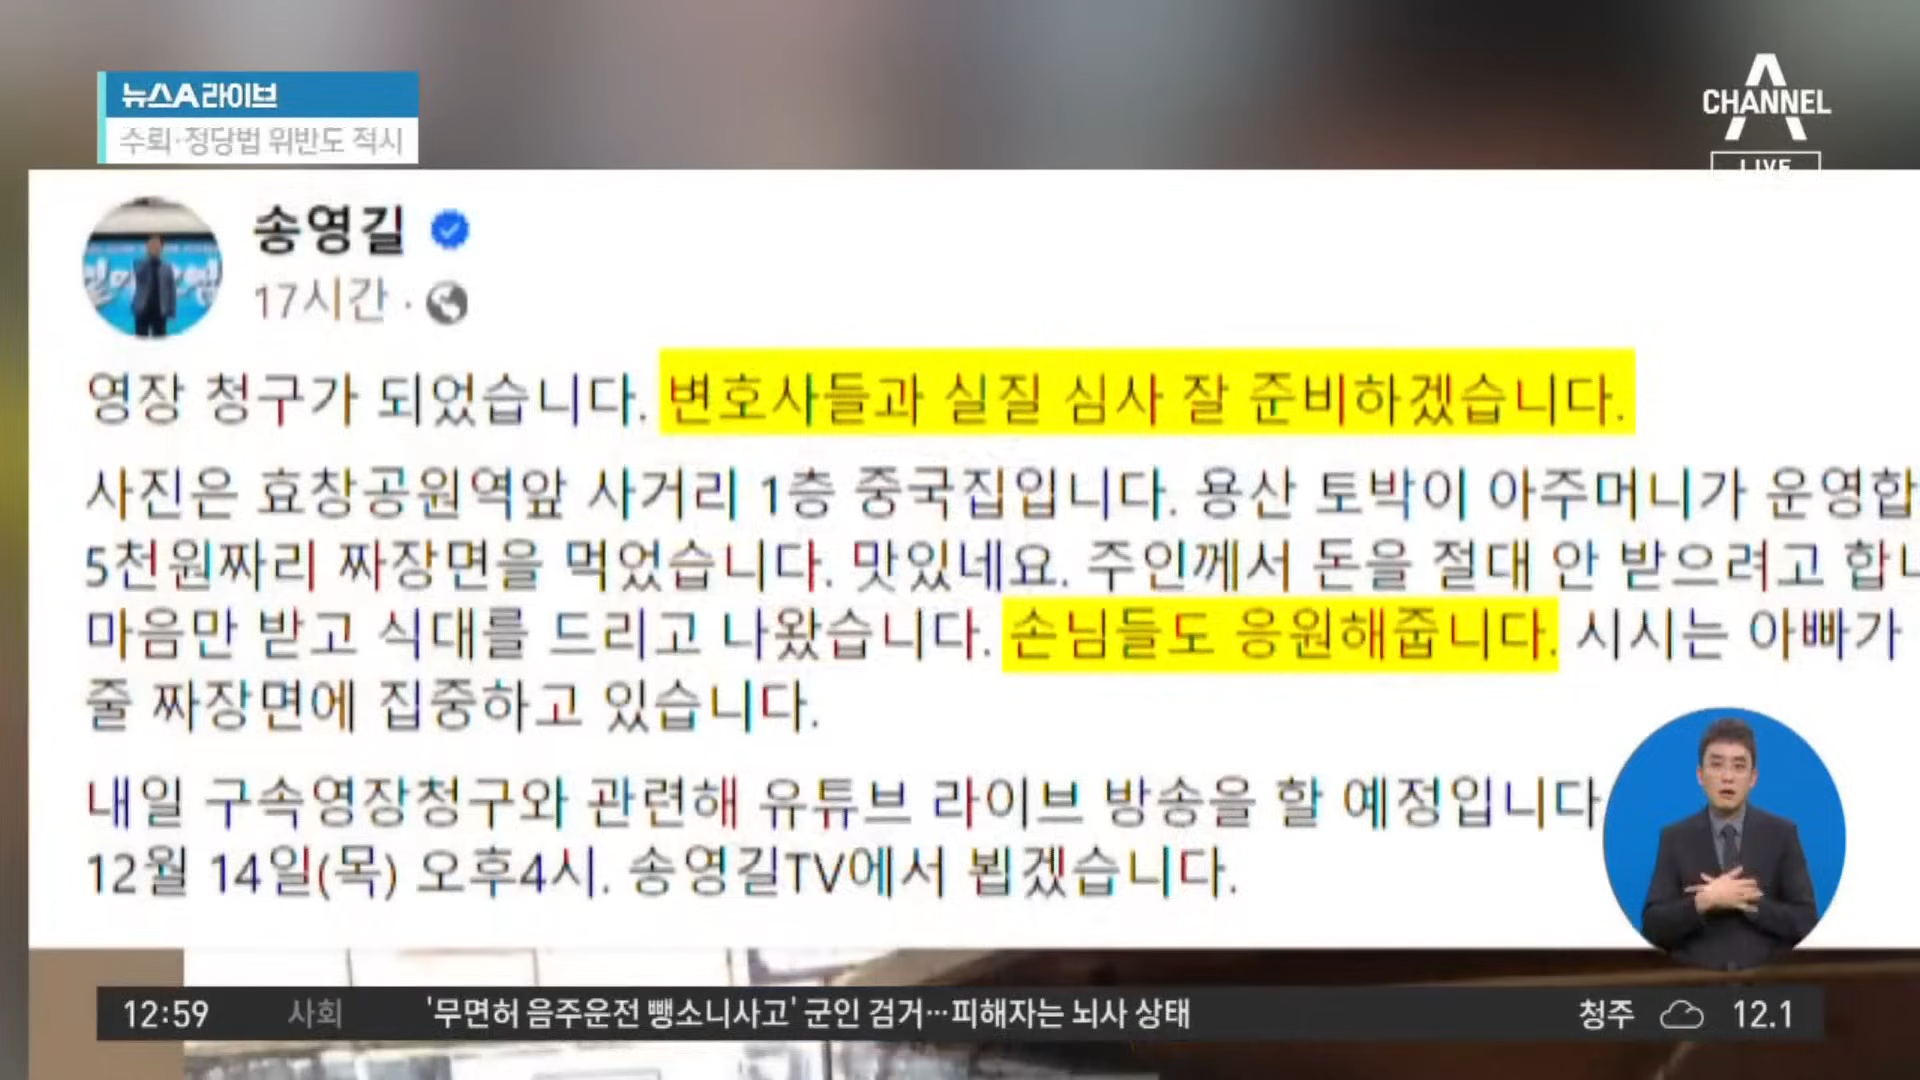 뉴스A 라이브
수뢰·정당법 위반도 적시
CHANNEL A
LIVE
송영길
17시간 ·
영장 청구가 되었습니다. 변호사들과 실질 심사 잘 준비하겠습니다.
사진은 효창공원역앞 사거리 1층 중국집입니다. 용산 토박이 아주머니가 운영합
5천원짜리 짜장면을 먹었습니다. 맛있네요. 주인께서 돈을 절대 안 받으려고 합니
마음만 받고 식대를 드리고 나왔습니다. 손님들도 응원해줍니다. 시시는 아빠가
줄 짜장면에 집중하고 있습니다.
내일 구속영장청구와 관련해 유튜브 라이브 방송을 할 예정입니다
12월 14일(목) 오후4시. 송영길TV에서 뵙겠습니다.
12:59 사회 '무면허 음주운전 뺑소니사고' 군인 검거…피해자는 뇌사 상태 청주 12.1